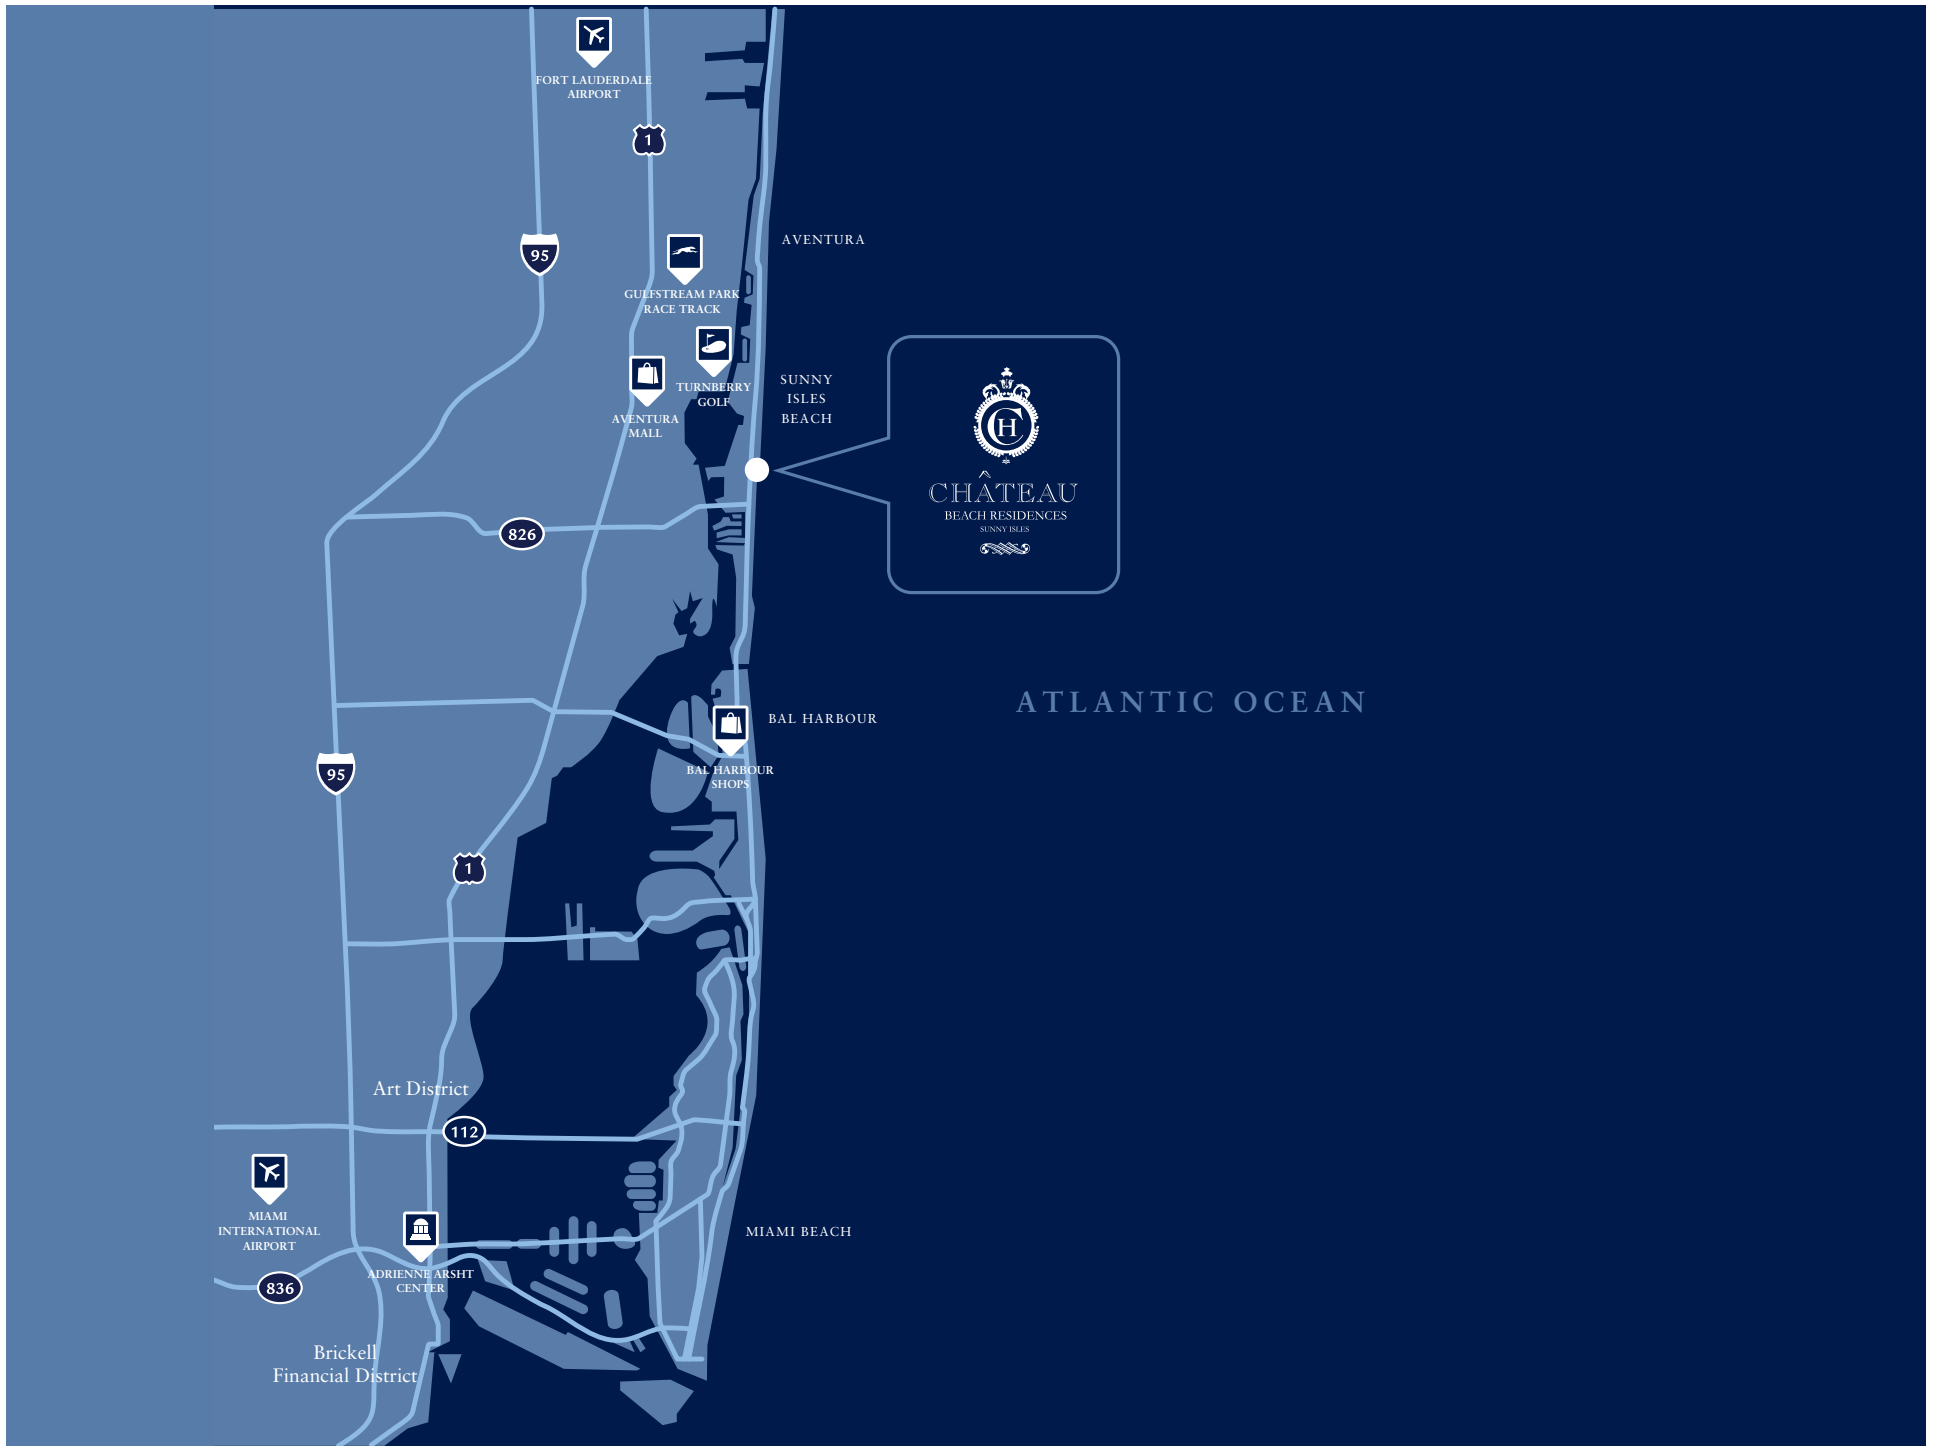 FORT LAUDERDALE
AIRPORT
1
AVENTURA
95
GULFSTREAM PARK
RACE TRACK
TURNBERRY
GOLF
AVENTURA
MALL
SUNNY
ISLES
BEACH
CH
CHÂTEAU
BEACH RESIDENCES
SUNNY ISLES
826
ATLANTIC OCEAN
BAL HARBOUR
BAL HARBOUR
SHOPS
95
1
Art District
112
MIAMI
INTERNATIONAL
AIRPORT
MIAMI BEACH
ADRIENNE ARSHT
CENTER
836
Brickell
Financial District